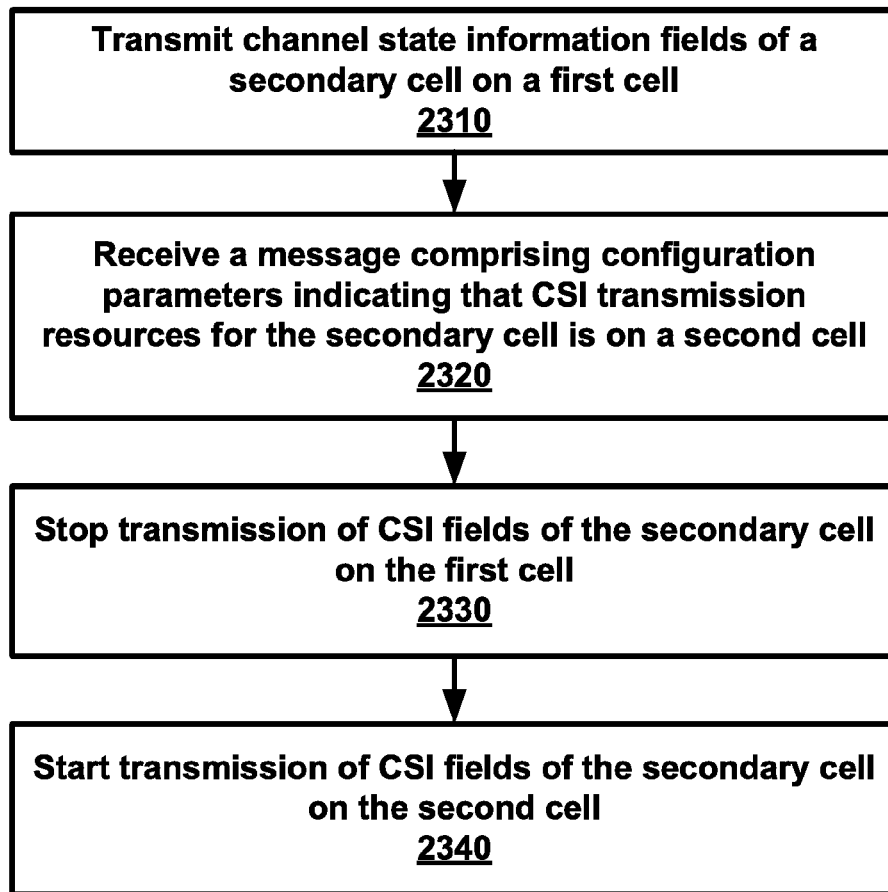 Transmit channel state information fields of a
secondary cell on a first cell
2310
Receive a message comprising configuration
parameters indicating that CSI transmission
resources for the secondary cell is on a second cell
2320
Stop transmission of CSI fields of the secondary cell
on the first cell
2330
Start transmission of CSI fields of the secondary cell
on the second cell
2340